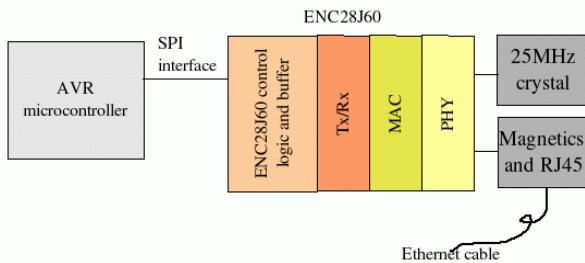 ENC28J60
SPI
interface
AVR
microcontroller
ENC28J60 control
logic and buffer
Tx/Rx
MAC
PHY
25MHz
crystal
Magnetics
and RJ45
Ethernet cable